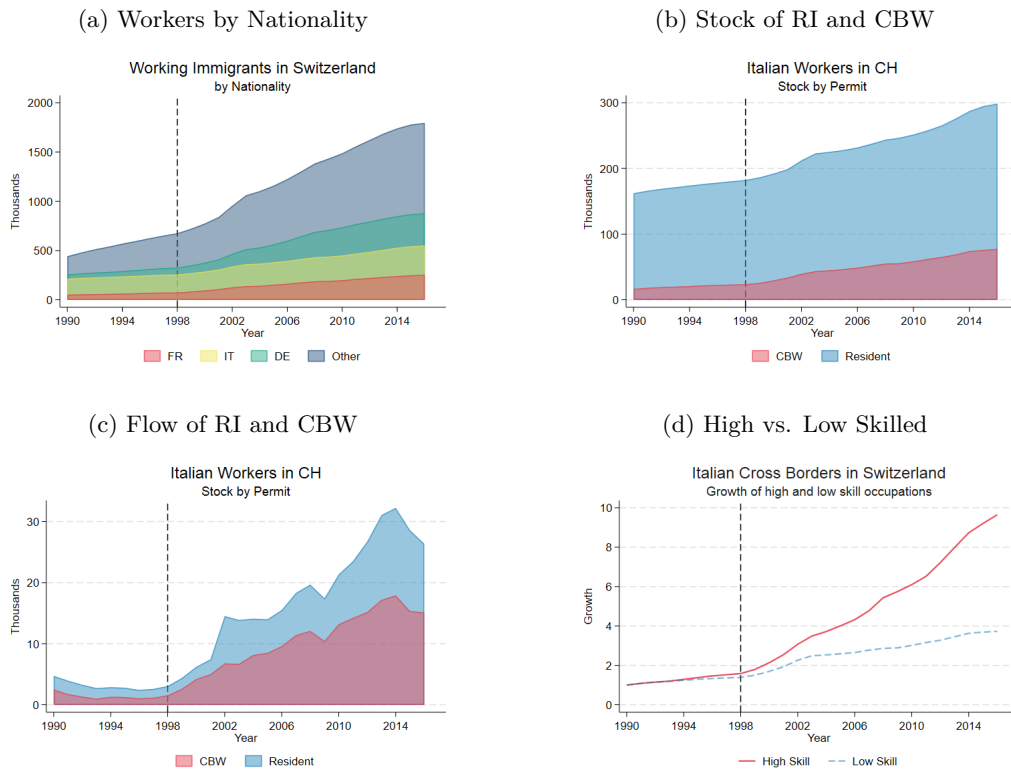 (a) Workers by Nationality
Working Immigrants in Switzerland
by Nationality
2000
1500
1000
500
0
Thousands
1990 1994 1998 2002 2006 2010 2014
Year
FR IT DE Other
(b) Stock of RI and CBW
Italian Workers in CH
Stock by Permit
300
200
100
0
Thousands
1990 1994 1998 2002 2006 2010 2014
Year
CBW Resident
(c) Flow of RI and CBW
Italian Workers in CH
Stock by Permit
30
20
10
0
Thousands
1990 1994 1998 2002 2006 2010 2014
Year
CBW Resident
(d) High vs. Low Skilled
Italian Cross Borders in Switzerland
Growth of high and low skill occupations
10
8
6
4
2
0
Growth
1990 1994 1998 2002 2006 2010 2014
Year
High Skill Low Skill